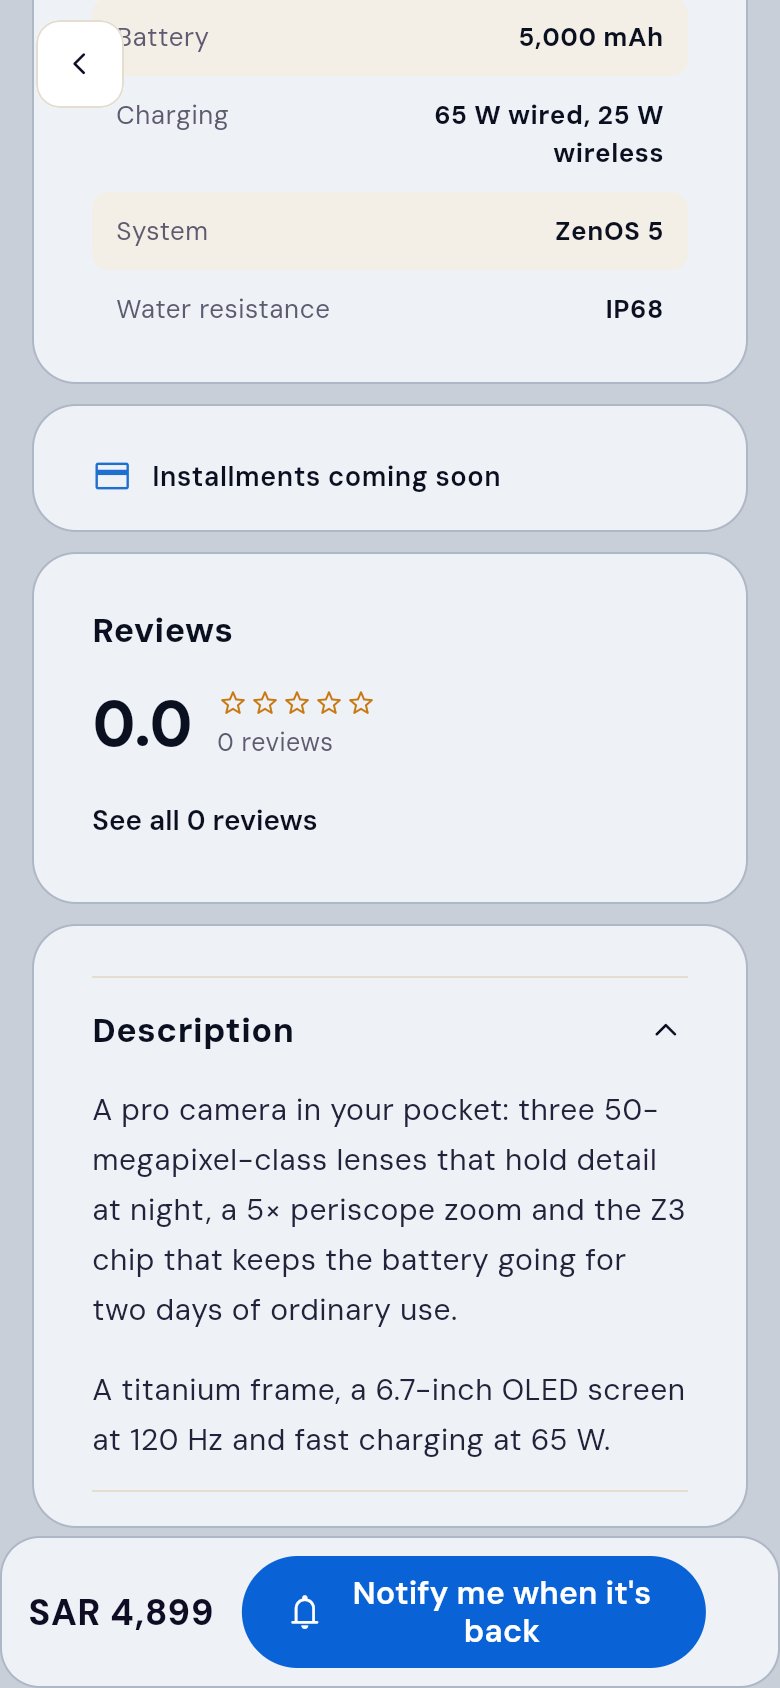 Battery 5,000 mAh
Charging 65 W wired, 25 W
wireless
System ZenOS 5
Water resistance IP68
Installments coming soon
Reviews
0.0
0 reviews
See all 0 reviews
Description
A pro camera in your pocket: three 50-
megapixel-class lenses that hold detail
at night, a 5× periscope zoom and the Z3
chip that keeps the battery going for
two days of ordinary use.
A titanium frame, a 6.7-inch OLED screen
at 120 Hz and fast charging at 65 W.
SAR 4,899
Notify me when it's
back